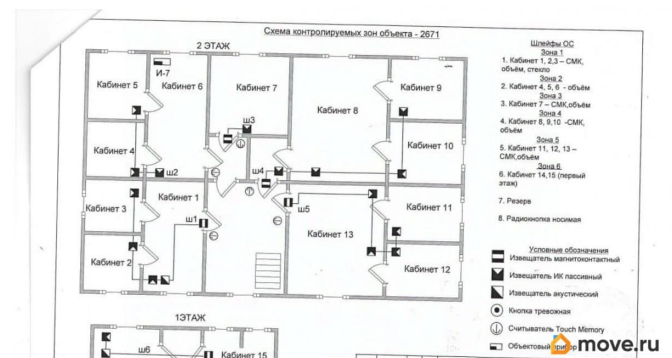 Схема контролируемых зон объекта - 2671
2 ЭТАЖ
И-7
Кабинет 5
Кабинет 6
Кабинет 7
Кабинет 8
Кабинет 9
Кабинет 4
Кабинет 10
ш3
ш2
ш4
Кабинет 3
Кабинет 1
ш1
ш5
Кабинет 11
Кабинет 2
Кабинет 13
Кабинет 12
1ЭТАЖ
ш6
Кабинет 15
Шлейфы ОС
Зона 1
1. Кабинет 1, 2,3 – СМК,
объём, стекло
Зона 2
2. Кабинет 4, 5, 6 - объём
Зона 3
3. Кабинет 7 – СМК,объём
Зона 4
4. Кабинет 8, 9,10 -СМК,
объём
Зона 5
5. Кабинет 11, 12, 13 –
СМК,объём
Зона 6
6. Кабинет 14,15 (первый
этаж)
7. Резерв
8. Радиокнопка носимая
Условные обозначения
Извещатель магнитоконтактный
Извещатель ИК пассивный
Извещатель акустический
Кнопка тревожная
Считыватель Touch Memory
Объектовый прибор
move.ru